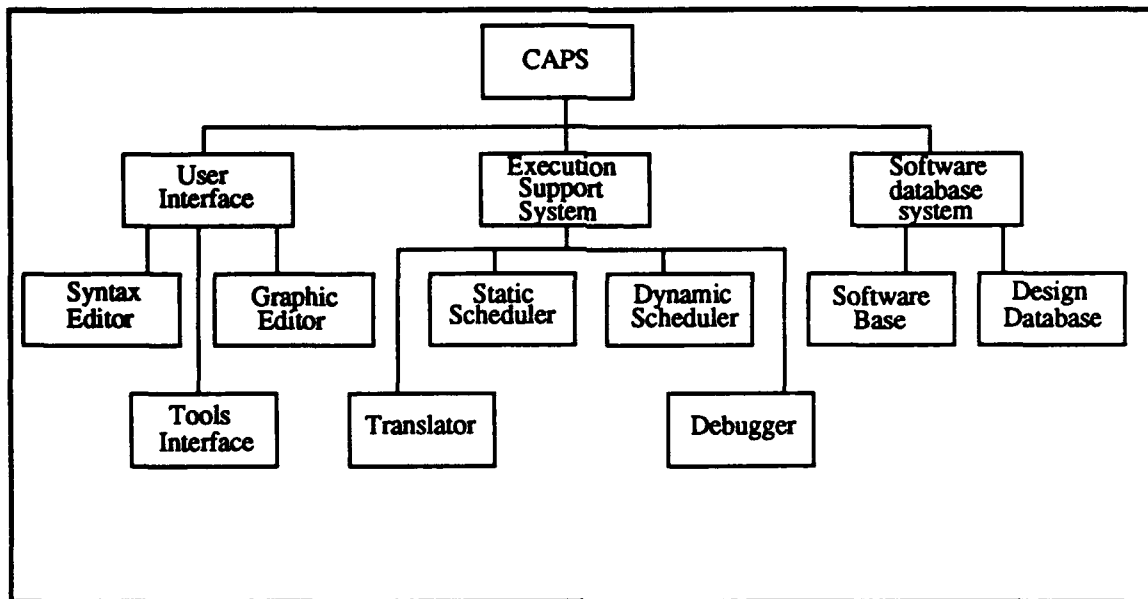 CAPS
User
Interface
Execution
Support
System
Software
database
system
Syntax
Editor
Graphic
Editor
Static
Scheduler
Dynamic
Scheduler
Software
Base
Design
Database
Tools
Interface
Translator
Debugger